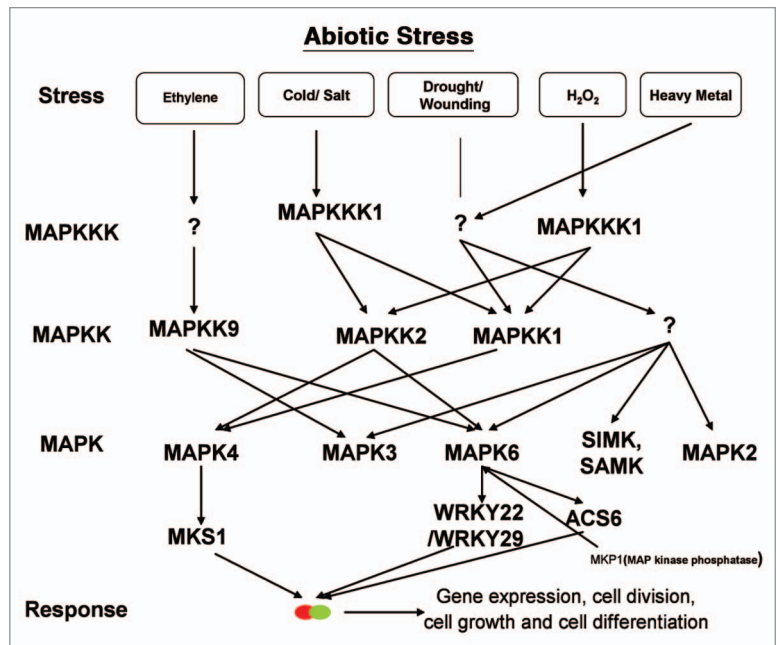 Abiotic Stress
Stress
Ethylene
Cold/ Salt
Drought/
Wounding
H₂O₂
Heavy Metal
MAPKKK
?
MAPKKK1
?
MAPKKK1
MAPKK
MAPKK9
MAPKK2
MAPKK1
?
MAPK
MAPK4
MAPK3
MAPK6
SIMK,
SAMK
MAPK2
MKS1
WRKY22
/WRKY29
ACS6
MKP1(MAP kinase phosphatase)
Response
Gene expression, cell division,
cell growth and cell differentiation